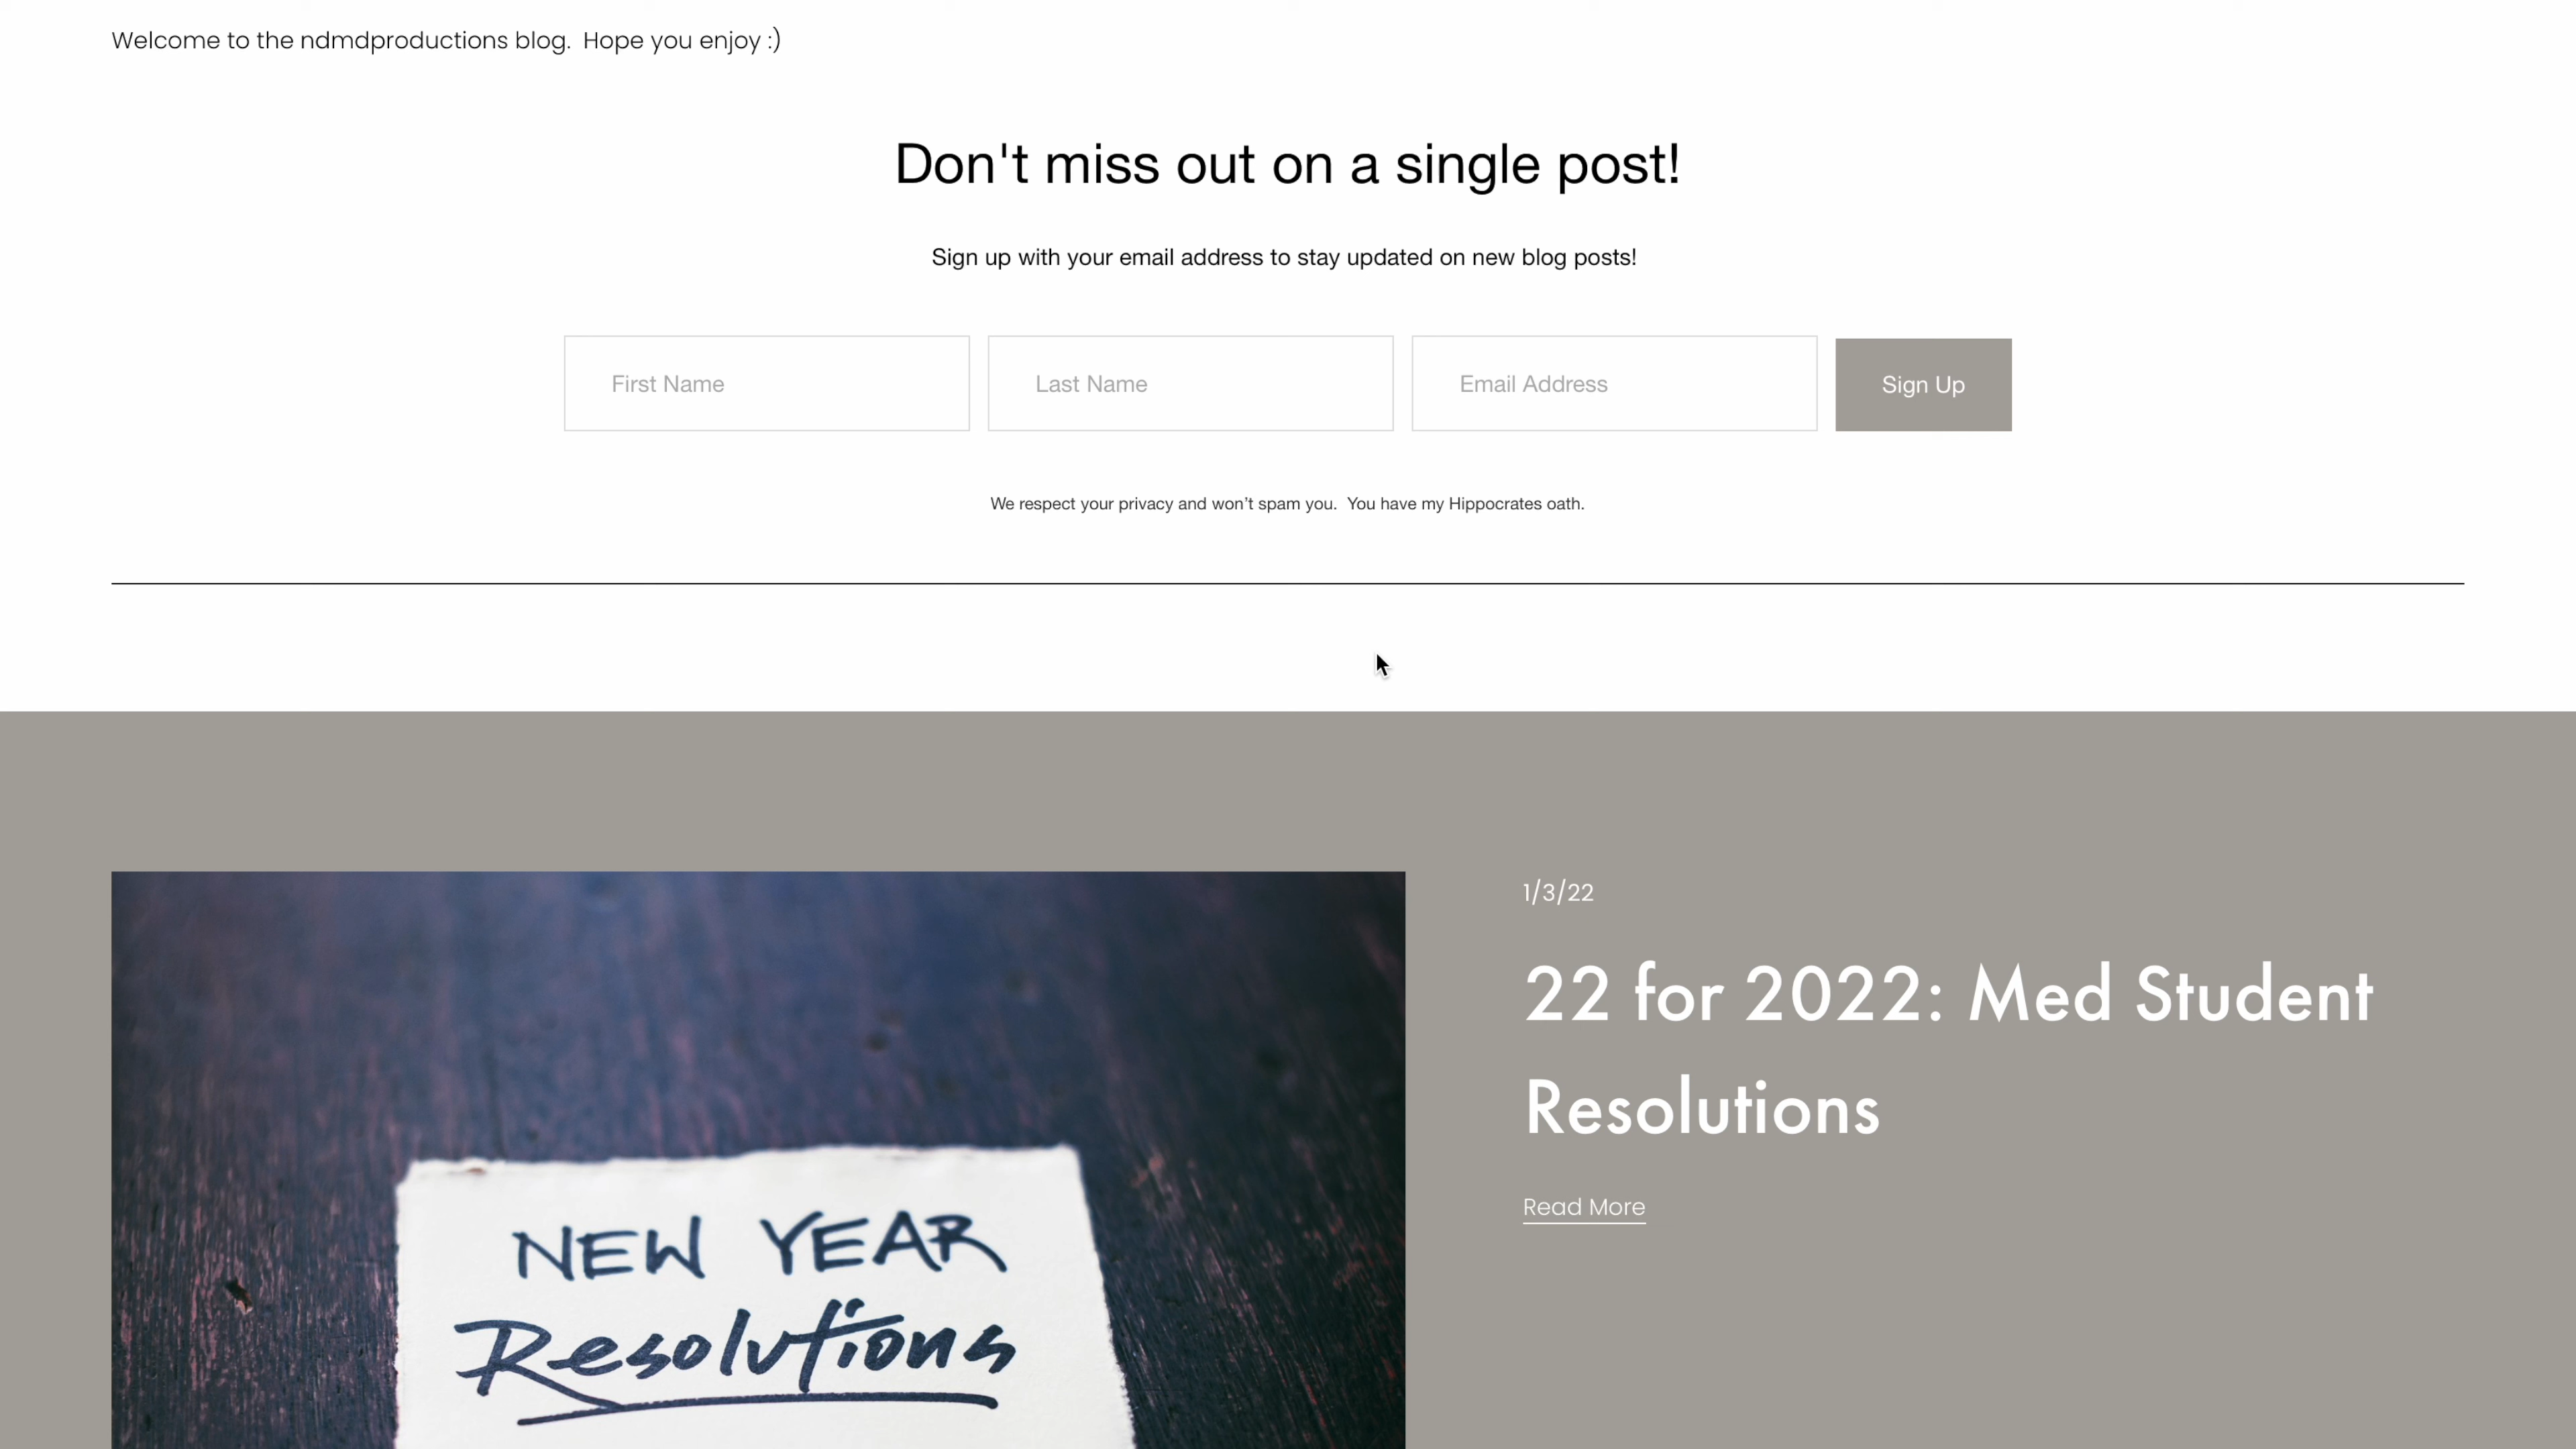 Welcome to the ndmdproductions blog.  Hope you enjoy :)
Don't miss out on a single post!
Sign up with your email address to stay updated on new blog posts!
First Name
Last Name
Email Address
Sign Up
We respect your privacy and won’t spam you.  You have my Hippocrates oath.
1/3/22
22 for 2022: Med Student
Resolutions
Read More
NEW YEAR
Resolutions